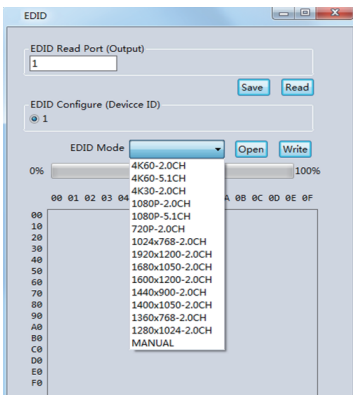 EDID
EDID Read Port (Output)
1
Save Read
EDID Configure (Devicce ID)
1
EDID Mode Open Write
0% 100%
4K60-2.0CH
4K60-5.1CH
4K30-2.0CH
1080P-2.0CH
1080P-5.1CH
720P-2.0CH
1024x768-2.0CH
1920x1200-2.0CH
1680x1050-2.0CH
1600x1200-2.0CH
1440x900-2.0CH
1400x1050-2.0CH
1360x768-2.0CH
1280x1024-2.0CH
MANUAL
00 01 02 03 04 0B 0C 0D 0E 0F
00
10
20
30
40
50
60
70
80
90
A0
B0
C0
D0
E0
F0